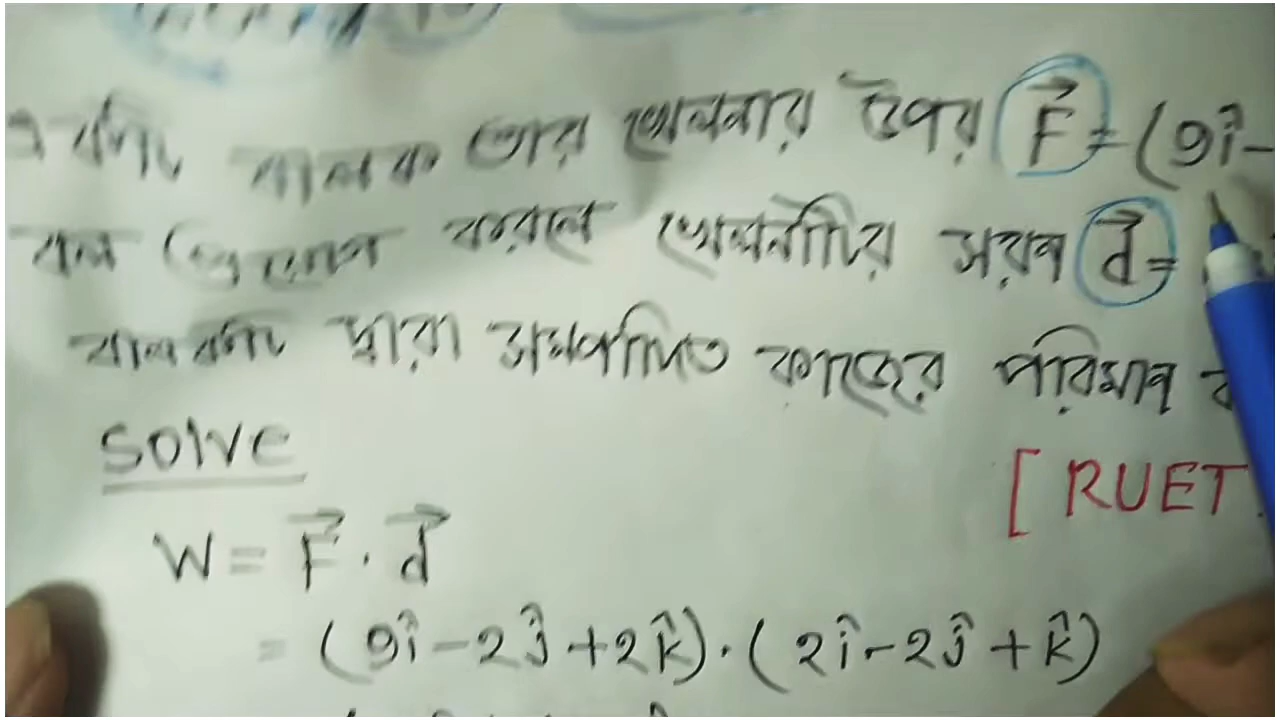 একটি বালক তার খেলনার উপর F⃗ = (9î -
বল প্রয়োগ করলে খেলনাটির সরণ d⃗ =
বালকটি দ্বারা সম্পাদিত কাজের পরিমাণ
Solve
[ RUET
W = F⃗ . d⃗
= (9î - 2ĵ + 2k̂) . (2î - 2ĵ + k̂)